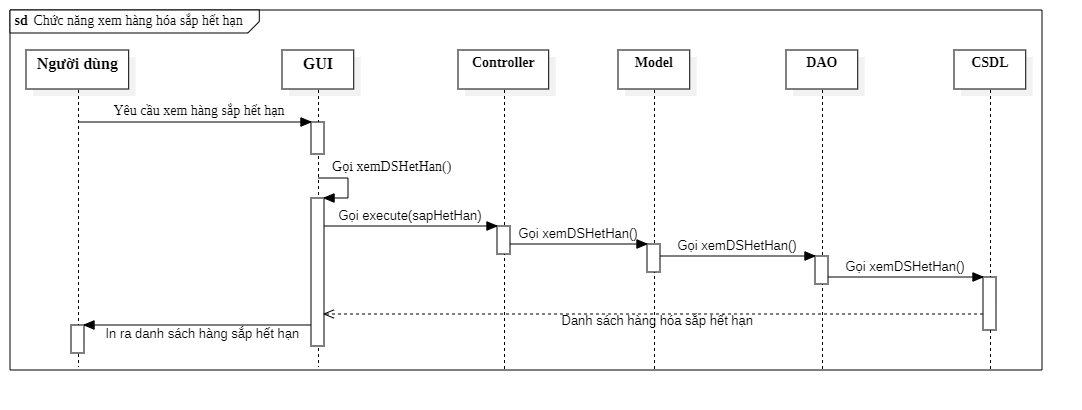 sd Chức năng xem hàng hóa sắp hết hạn
Người dùng
GUI
Controller
Model
DAO
CSDL
Yêu cầu xem hàng sắp hết hạn
Gọi xemDSHetHan()
Gọi execute(sapHetHan)
Gọi xemDSHetHan()
Gọi xemDSHetHan()
Gọi xemDSHetHan()
Danh sách hàng hóa sắp hết hạn
In ra danh sách hàng sắp hết hạn